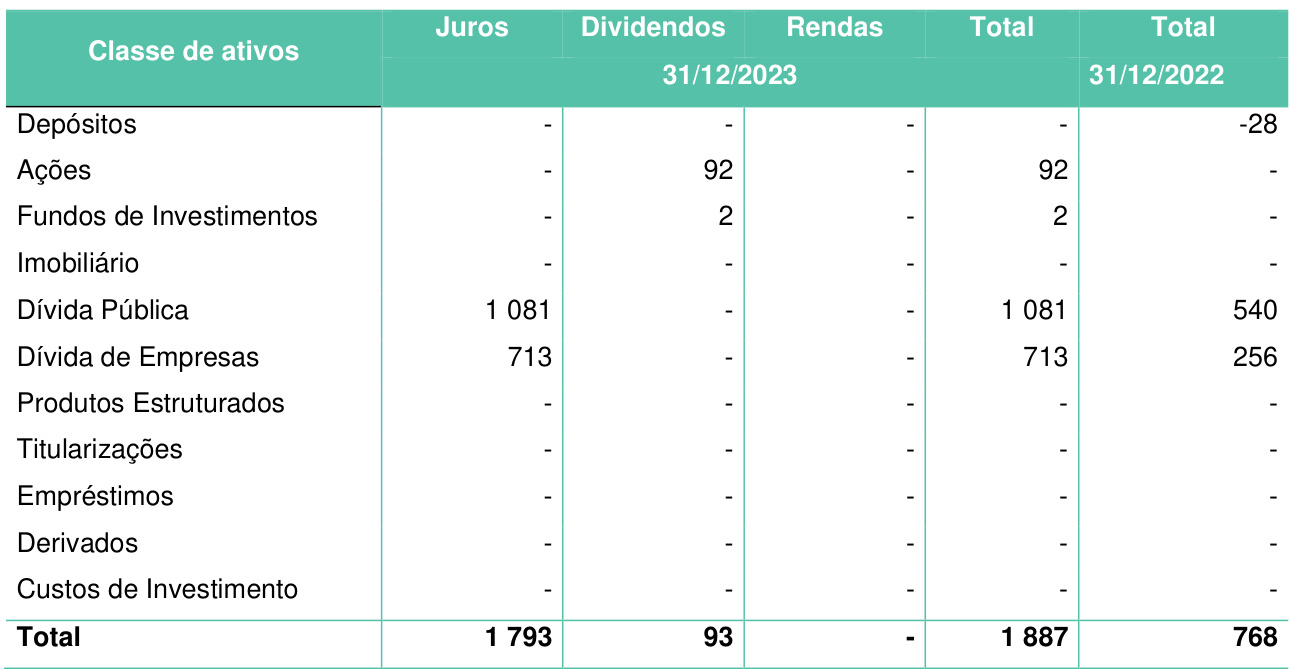 Classe de ativos Juros Dividendos Rendas Total Total
31/12/2023 31/12/2022
Depósitos - - - - -28
Ações - 92 - 92 -
Fundos de Investimentos - 2 - 2 -
Imobiliário - - - - -
Dívida Pública 1 081 - - 1 081 540
Dívida de Empresas 713 - - 713 256
Produtos Estruturados - - - - -
Titularizações - - - - -
Empréstimos - - - - -
Derivados - - - - -
Custos de Investimento - - - - -
Total 1 793 93 - 1 887 768